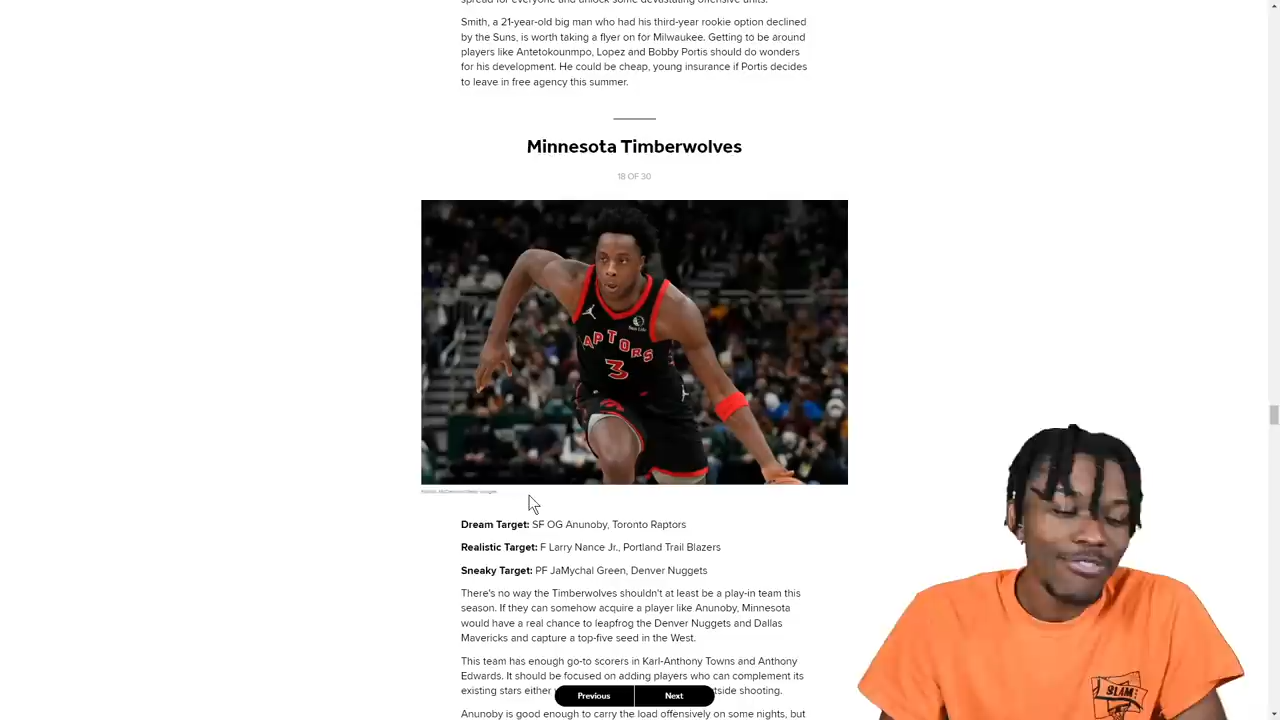 Smith, a 21-year-old big man who had his third-year rookie option declined
by the Suns, is worth taking a flyer on for Milwaukee. Getting to be around
players like Antetokounmpo, Lopez and Bobby Portis should do wonders
for his development. He could be cheap, young insurance if Portis decides
to leave in free agency this summer.
Minnesota Timberwolves
18 OF 30
APTORS
3
Dream Target: SF OG Anunoby, Toronto Raptors
Realistic Target: F Larry Nance Jr., Portland Trail Blazers
Sneaky Target: PF JaMychal Green, Denver Nuggets
There's no way the Timberwolves shouldn't at least be a play-in team this
season. If they can somehow acquire a player like Anunoby, Minnesota
would have a real chance to leapfrog the Denver Nuggets and Dallas
Mavericks and capture a top-five seed in the West.
This team has enough go-to scorers in Karl-Anthony Towns and Anthony
Edwards. It should be focused on adding players who can complement its
existing stars either tside shooting.
Previous Next
Anunoby is good enough to carry the load offensively on some nights, but
SLAM